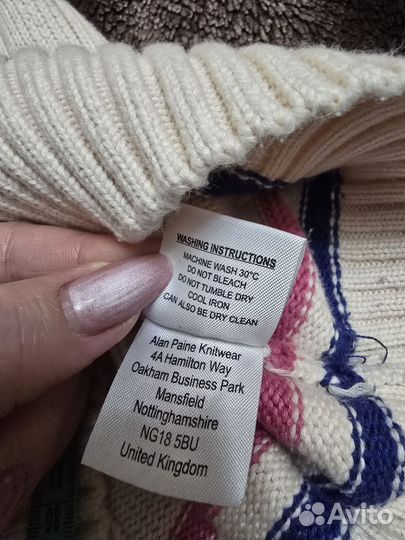 WASHING INSTRUCTIONS
MACHINE WASH 30°C
DO NOT BLEACH
DO NOT TUMBLE DRY
COOL IRON
CAN ALSO BE DRY CLEAN
Alan Paine Knitwear
4A Hamilton Way
Oakham Business Park
Mansfield
Nottinghamshire
NG18 5BU
United Kingdom
Avito